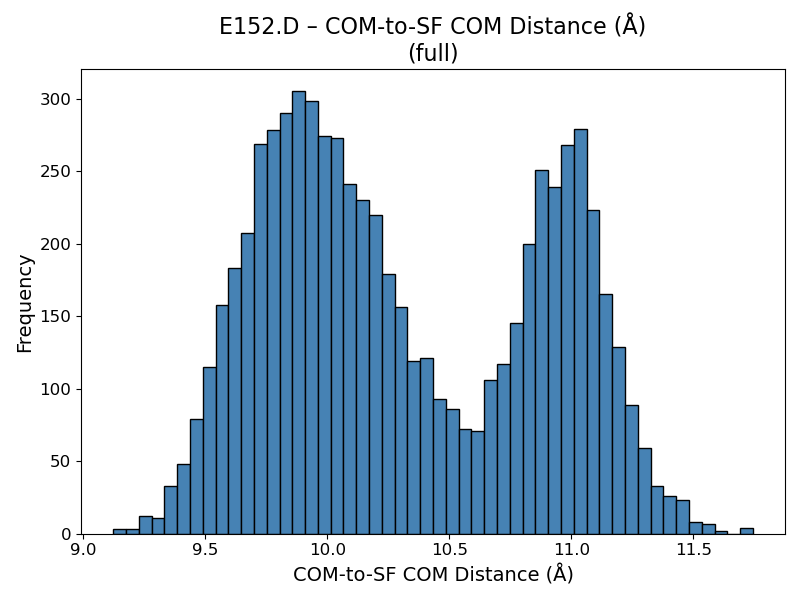 E152.D – COM-to-SF COM Distance (Å)
(full)
Frequency
300
250
200
150
100
50
0
9.0 9.5 10.0 10.5 11.0 11.5
COM-to-SF COM Distance (Å)